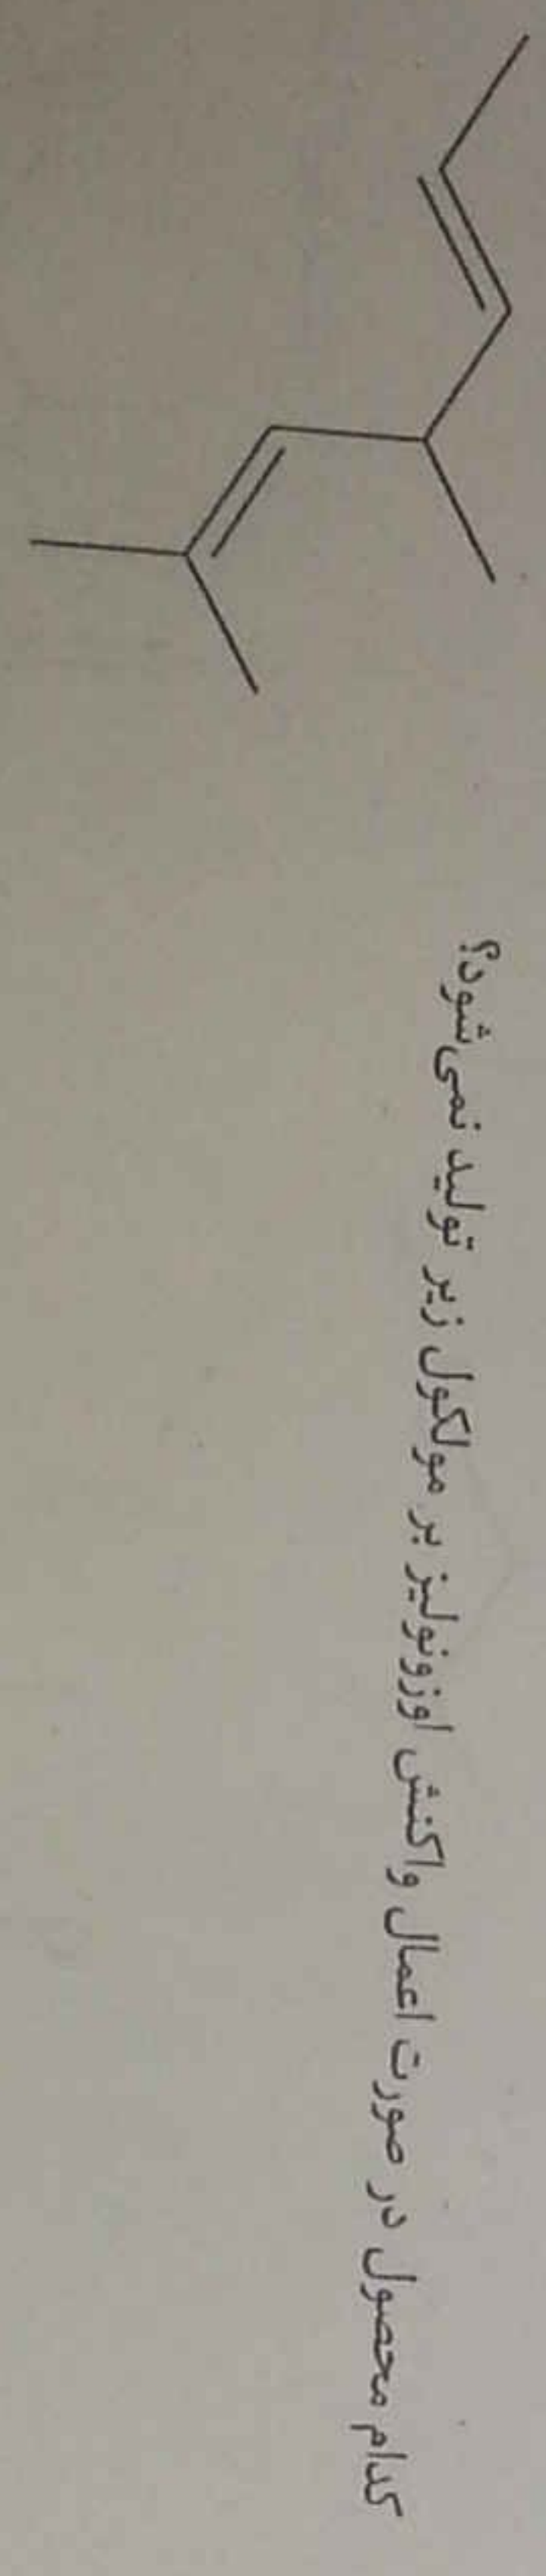 کدام محصول در صورت اعمال واکنش اوزونولیز بر مولکول زیر تولید نمی‌شود؟